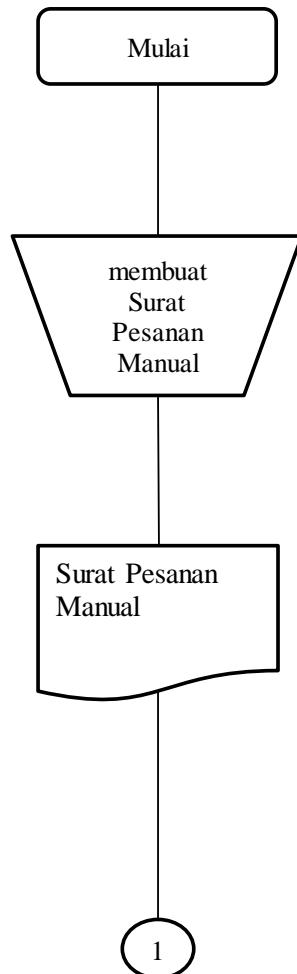 Mulai
membuat
Surat
Pesanan
Manual
Surat Pesanan
Manual
1